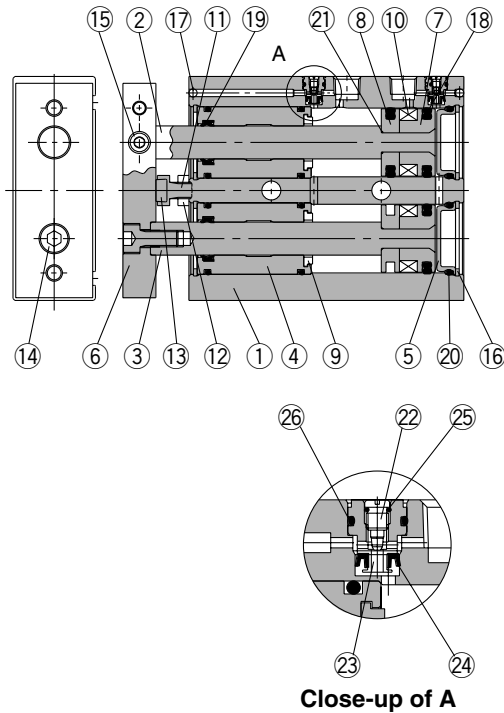 ⑮ ② ⑰ ⑪ ⑲ ㉑ ⑧ ⑩ ⑦ ⑱
A
⑭ ⑥ ③ ⑬ ⑫ ① ④ ⑨ ⑤ ⑳ ⑯
㉖ ㉒ ㉕
㉓ ㉔
Close-up of A